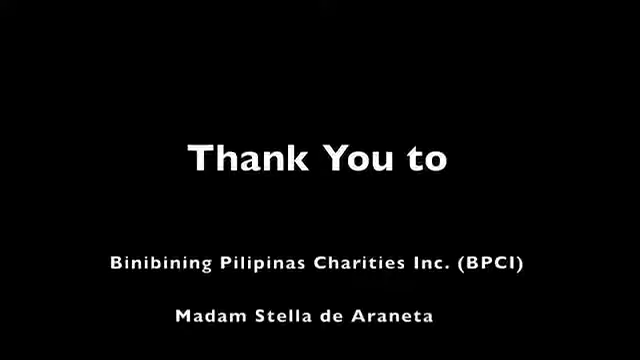 Thank You to
Binibining Pilipinas Charities Inc. (BPCI)
Madam Stella de Araneta